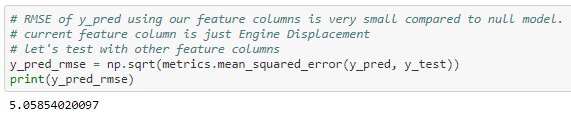 # RMSE of y_pred using our feature columns is very small compared to null model.
# current feature column is just Engine Displacement
# let's test with other feature columns
y_pred_rmse = np.sqrt(metrics.mean_squared_error(y_pred, y_test))
print(y_pred_rmse)
5.05854020097